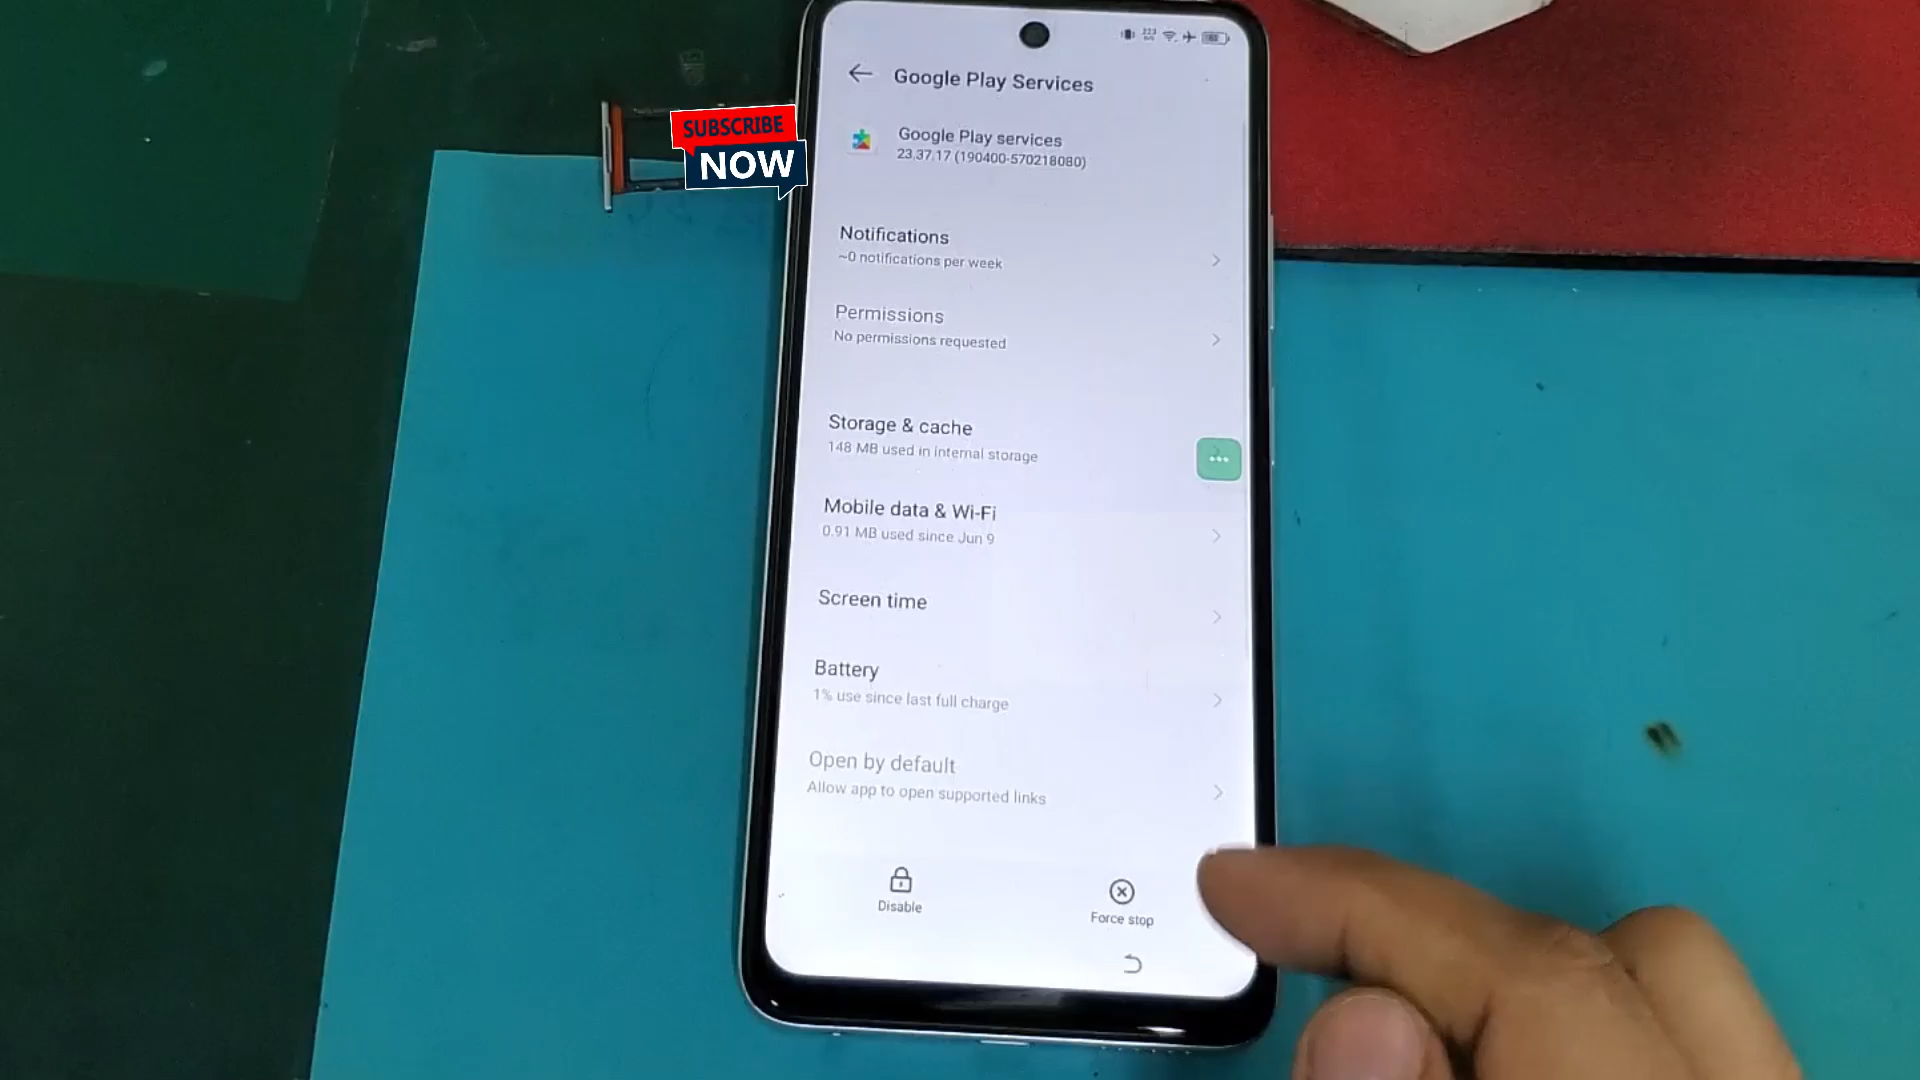 Google Play Services
Google Play services
23.37.17 (190400-570218080)
SUBSCRIBE
NOW
Notifications
~0 notifications per week
Permissions
No permissions requested
Storage & cache
148 MB used in internal storage
Mobile data & Wi-Fi
0.91 MB used since Jun 9
Screen time
Battery
1% use since last full charge
Open by default
Allow app to open supported links
Disable
Force stop